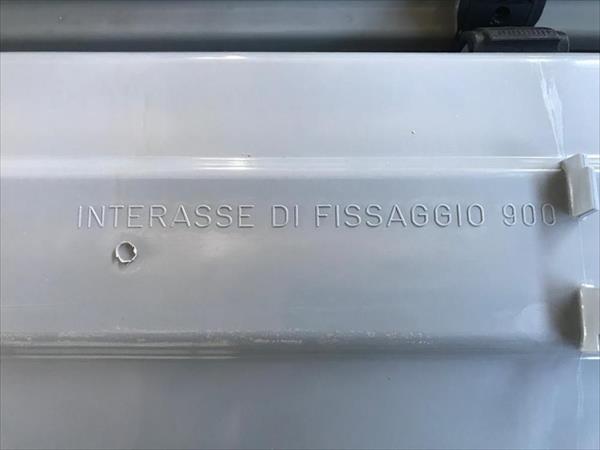 INTERASSE DI FISSAGGIO 900